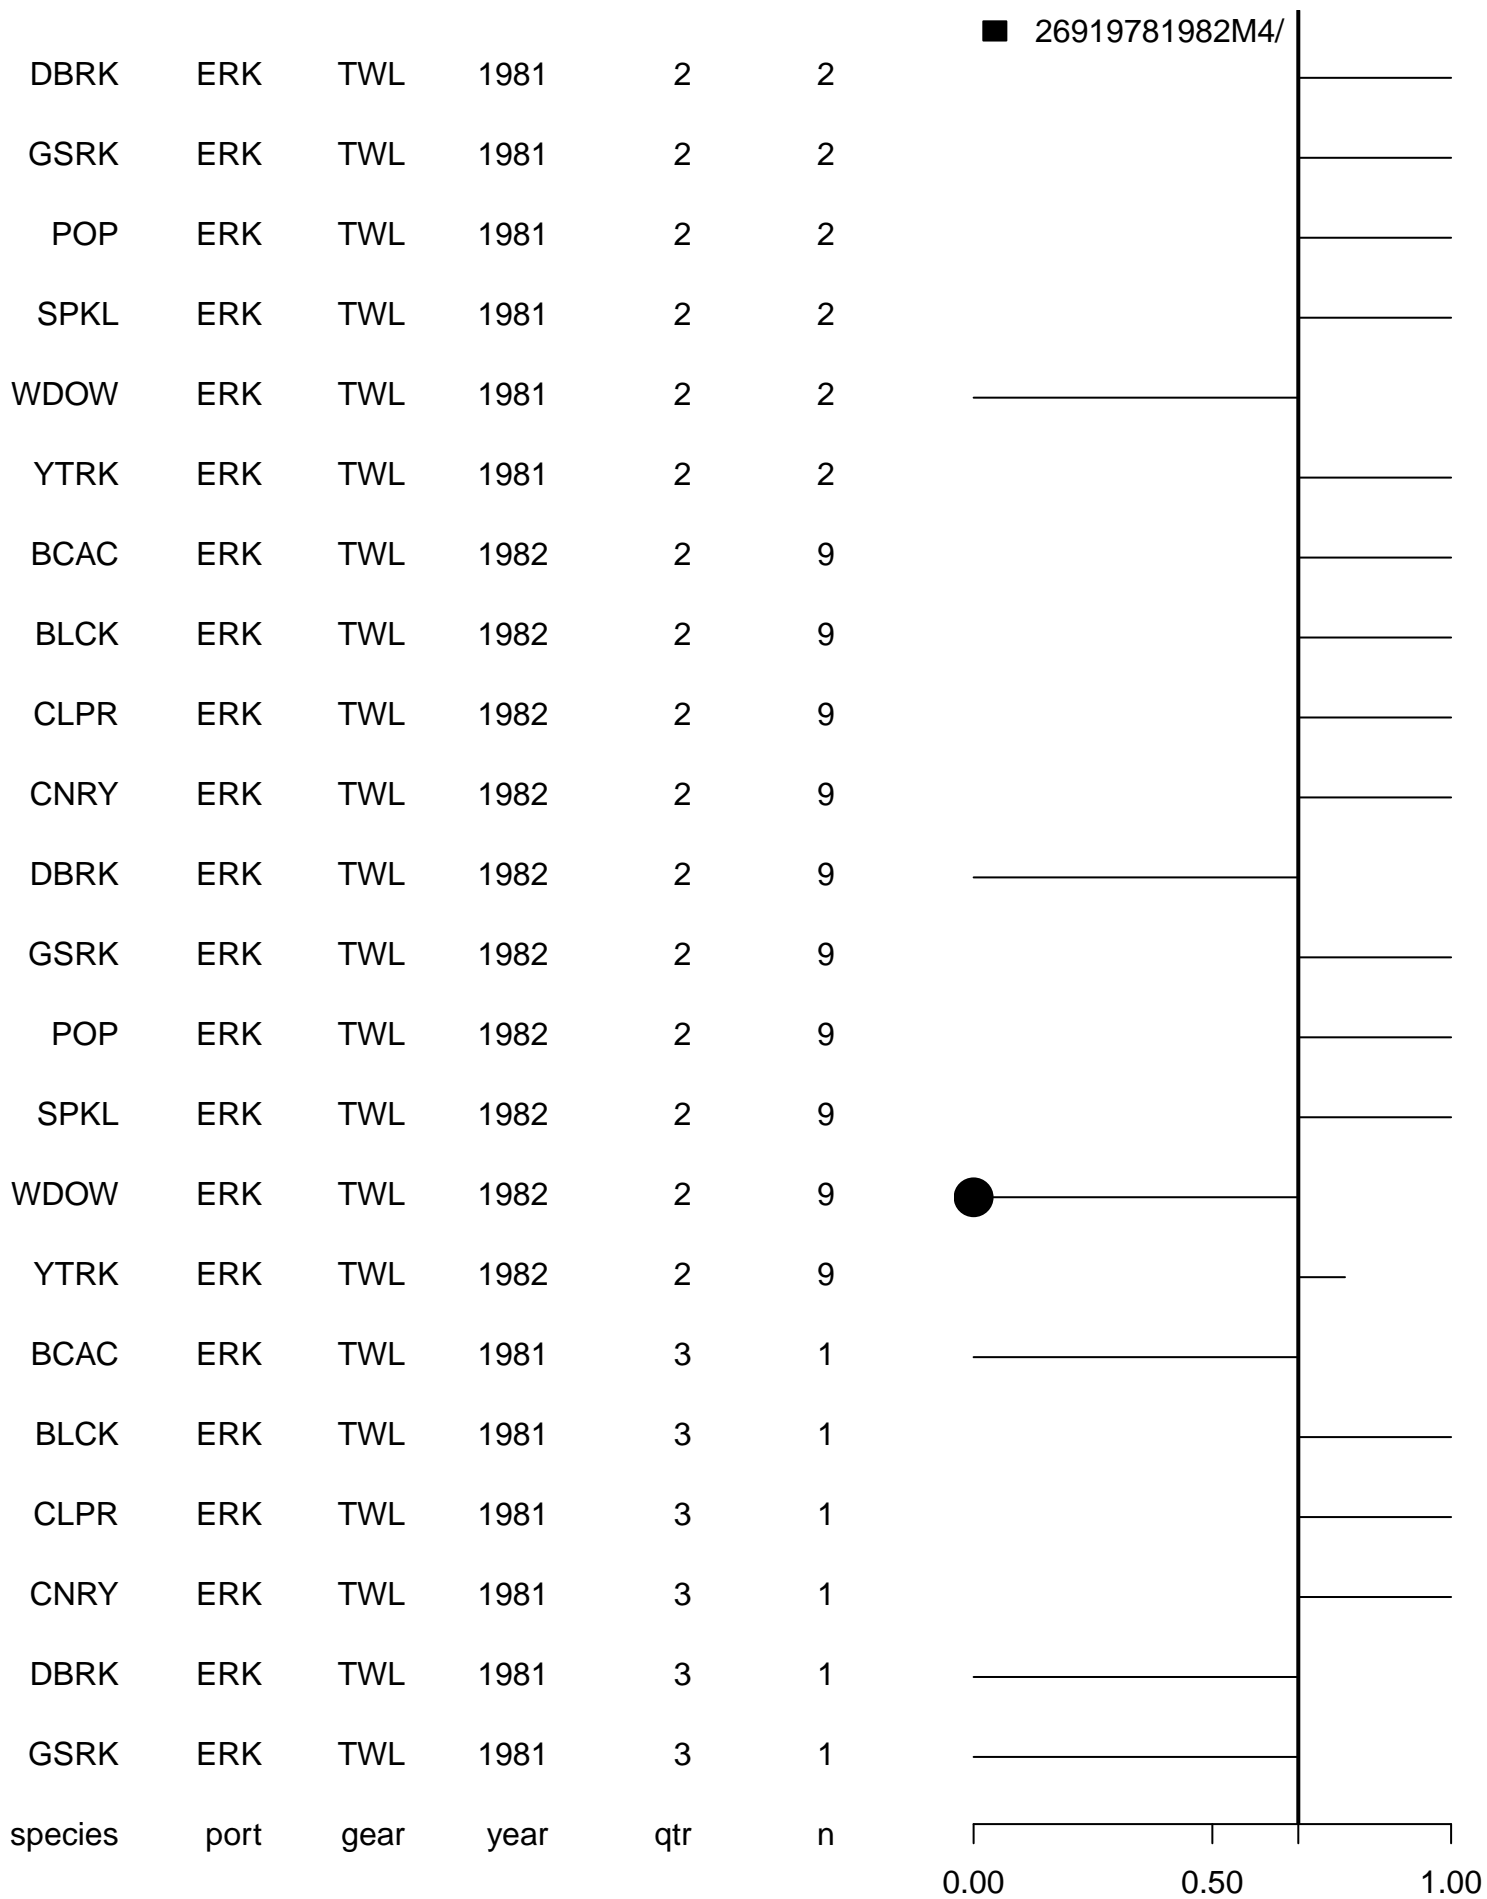 26919781982M4/
DBRK ERK TWL 1981 2 2
GSRK ERK TWL 1981 2 2
POP ERK TWL 1981 2 2
SPKL ERK TWL 1981 2 2
WDOW ERK TWL 1981 2 2
YTRK ERK TWL 1981 2 2
BCAC ERK TWL 1982 2 9
BLCK ERK TWL 1982 2 9
CLPR ERK TWL 1982 2 9
CNRY ERK TWL 1982 2 9
DBRK ERK TWL 1982 2 9
GSRK ERK TWL 1982 2 9
POP ERK TWL 1982 2 9
SPKL ERK TWL 1982 2 9
WDOW ERK TWL 1982 2 9
YTRK ERK TWL 1982 2 9
BCAC ERK TWL 1981 3 1
BLCK ERK TWL 1981 3 1
CLPR ERK TWL 1981 3 1
CNRY ERK TWL 1981 3 1
DBRK ERK TWL 1981 3 1
GSRK ERK TWL 1981 3 1
species port gear year qtr n
0.00 0.50 1.00